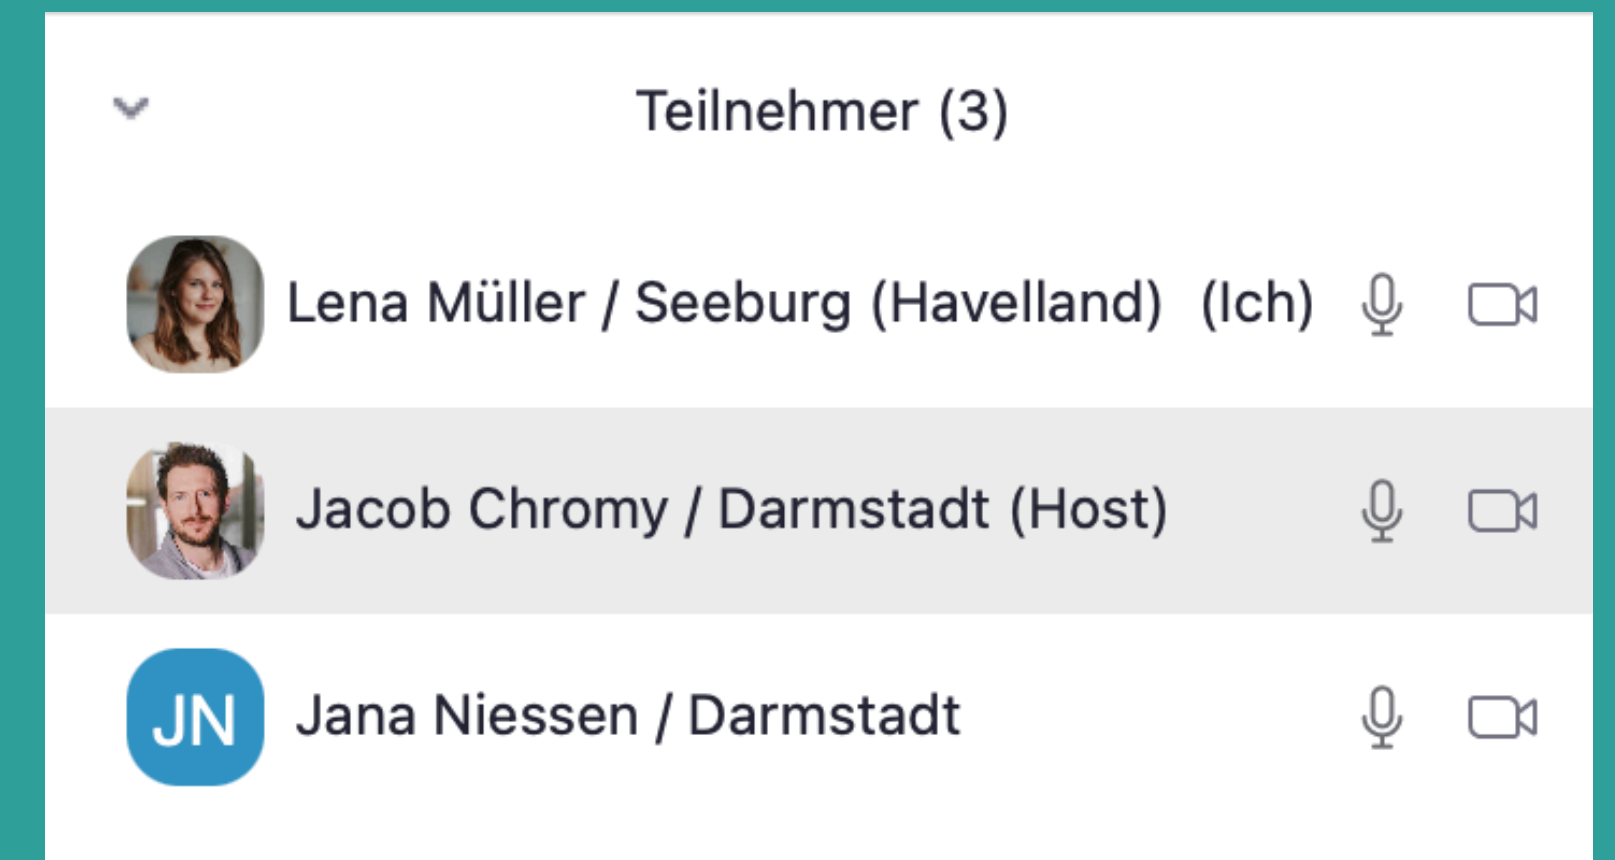 Teilnehmer (3)
Lena Müller / Seeburg (Havelland) (Ich)
Jacob Chromy / Darmstadt (Host)
JN
Jana Niessen / Darmstadt